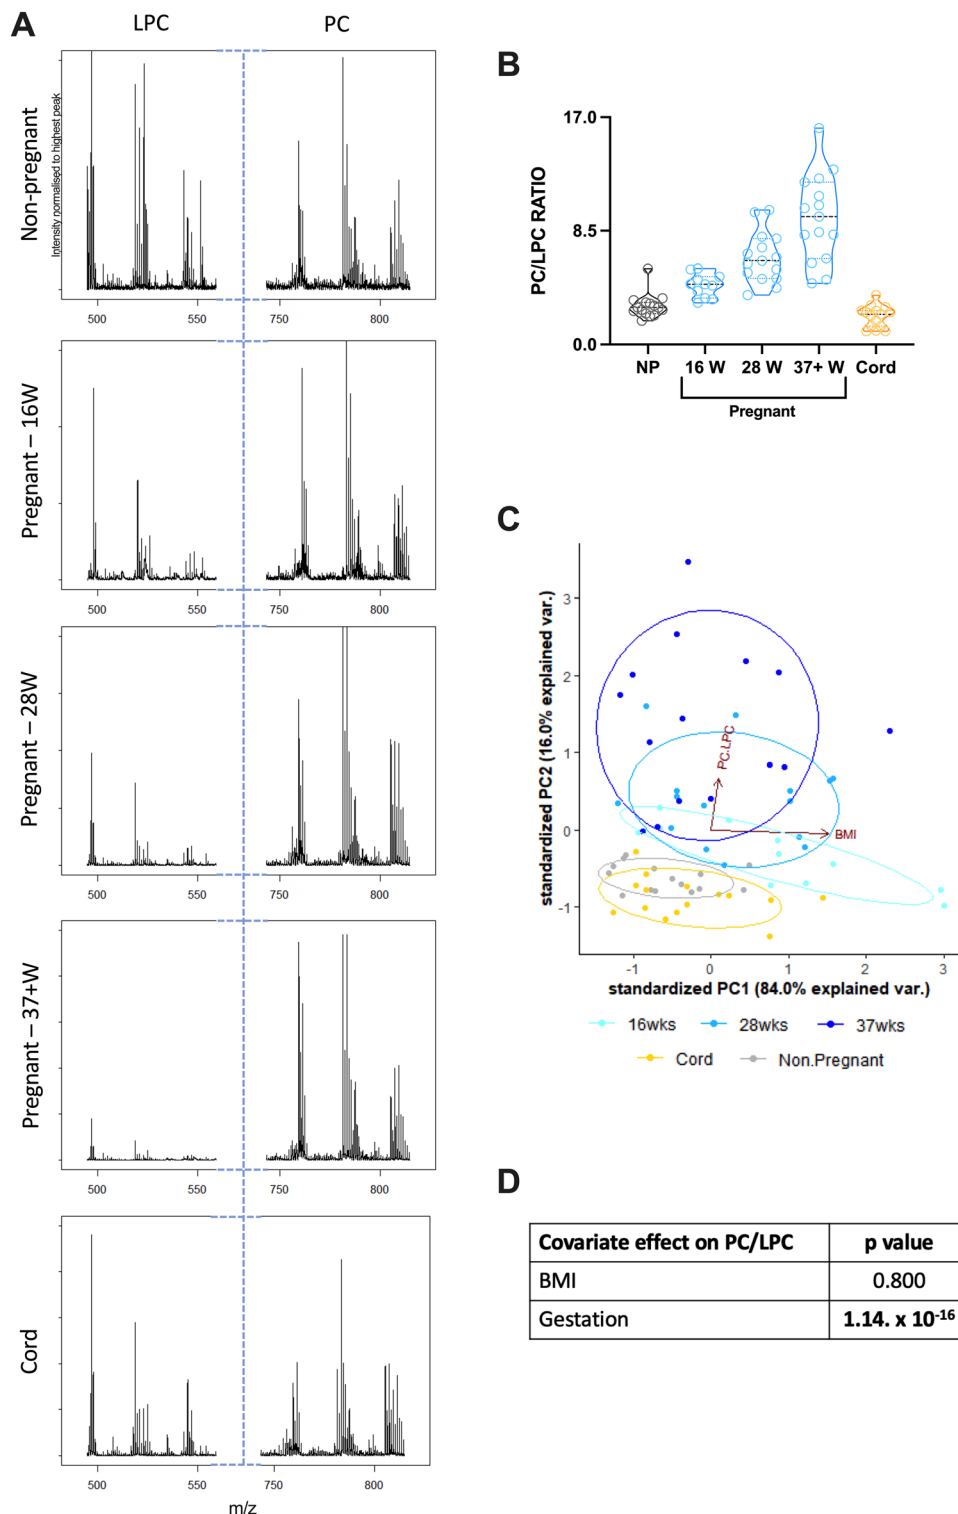 A
LPC
PC
Non-pregnant
Intensity normalised to highest peak
500
550
750
800
Pregnant – 16W
500
550
750
800
Pregnant – 28W
500
550
750
800
Pregnant – 37+W
500
550
750
800
Cord
500
550
750
800
m/z
B
PC/LPC RATIO
17.0
8.5
0.0
NP
16 W
28 W
37+ W
Cord
Pregnant
C
standardized PC2 (16.0% explained var.)
3
2
1
0
-1
PC.LPC
BMI
-1
0
1
2
3
standardized PC1 (84.0% explained var.)
16wks
28wks
37wks
Cord
Non.Pregnant
D
Covariate effect on PC/LPC
p value
BMI
0.800
Gestation
1.14. x 10⁻¹⁶